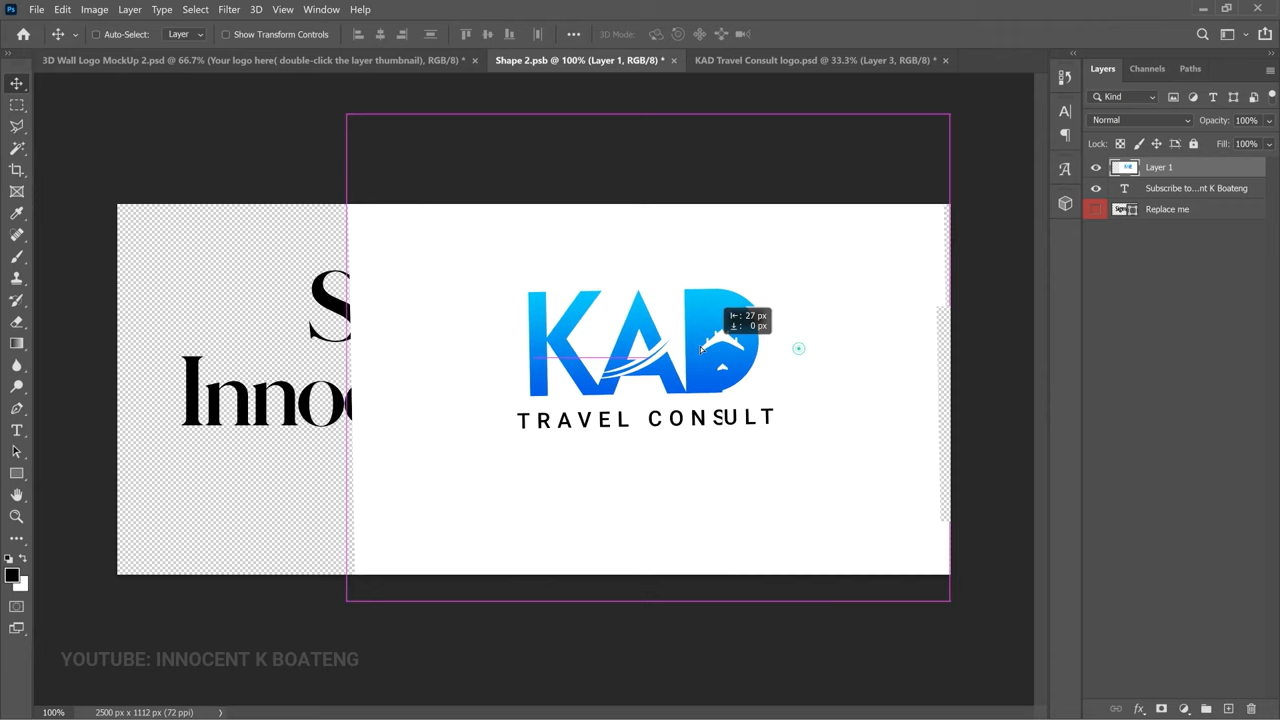 Ps File Edit Image Layer Type Select Filter 3D View Window Help
Auto-Select: Layer Show Transform Controls 3D Mode:
3D Wall Logo MockUp 2.psd @ 66.7% (Your logo here( double-click the layer thumbnail), RGB/8) * × Shape 2.psb @ 100% (Layer 1, RGB/8) * × KAD Travel Consult logo.psd @ 33.3% (Layer 3, RGB/8) * ×
Layers Channels Paths
Kind
Normal Opacity: 100%
Lock: Fill: 100%
Layer 1
T Subscribe to...nt K Boateng
Replace me
S
Innoc
KAD
TRAVEL CONSULT
27 px
0 px
YOUTUBE: INNOCENT K BOATENG
100% 2500 px x 1112 px (72 ppi)